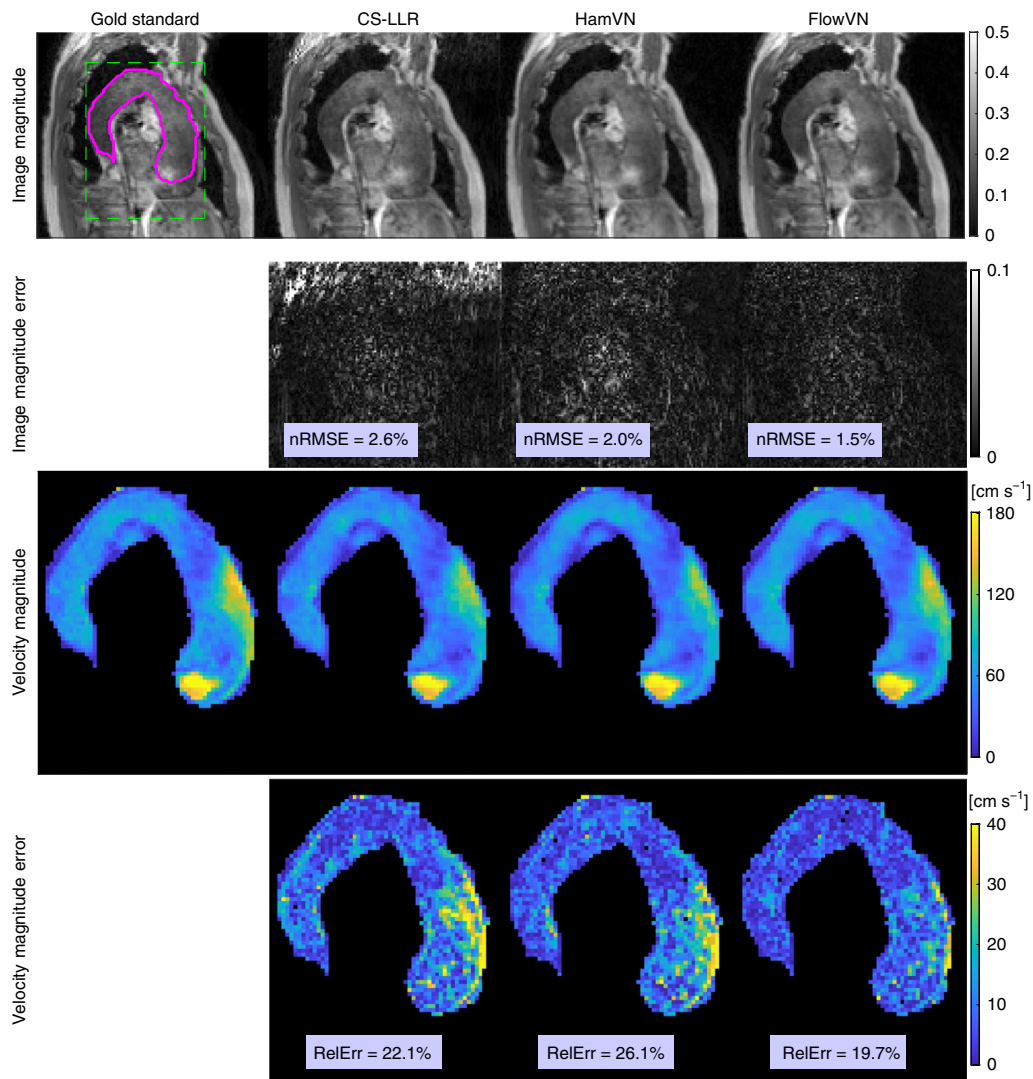 Gold standard CS-LLR HamVN FlowVN
Image magnitude
0.5
0.4
0.3
0.2
0.1
0
Image magnitude error
0.1
0
nRMSE = 2.6% nRMSE = 2.0% nRMSE = 1.5%
Velocity magnitude
[cm s⁻¹]
180
120
60
0
Velocity magnitude error
[cm s⁻¹]
40
30
20
10
0
RelErr = 22.1% RelErr = 26.1% RelErr = 19.7%